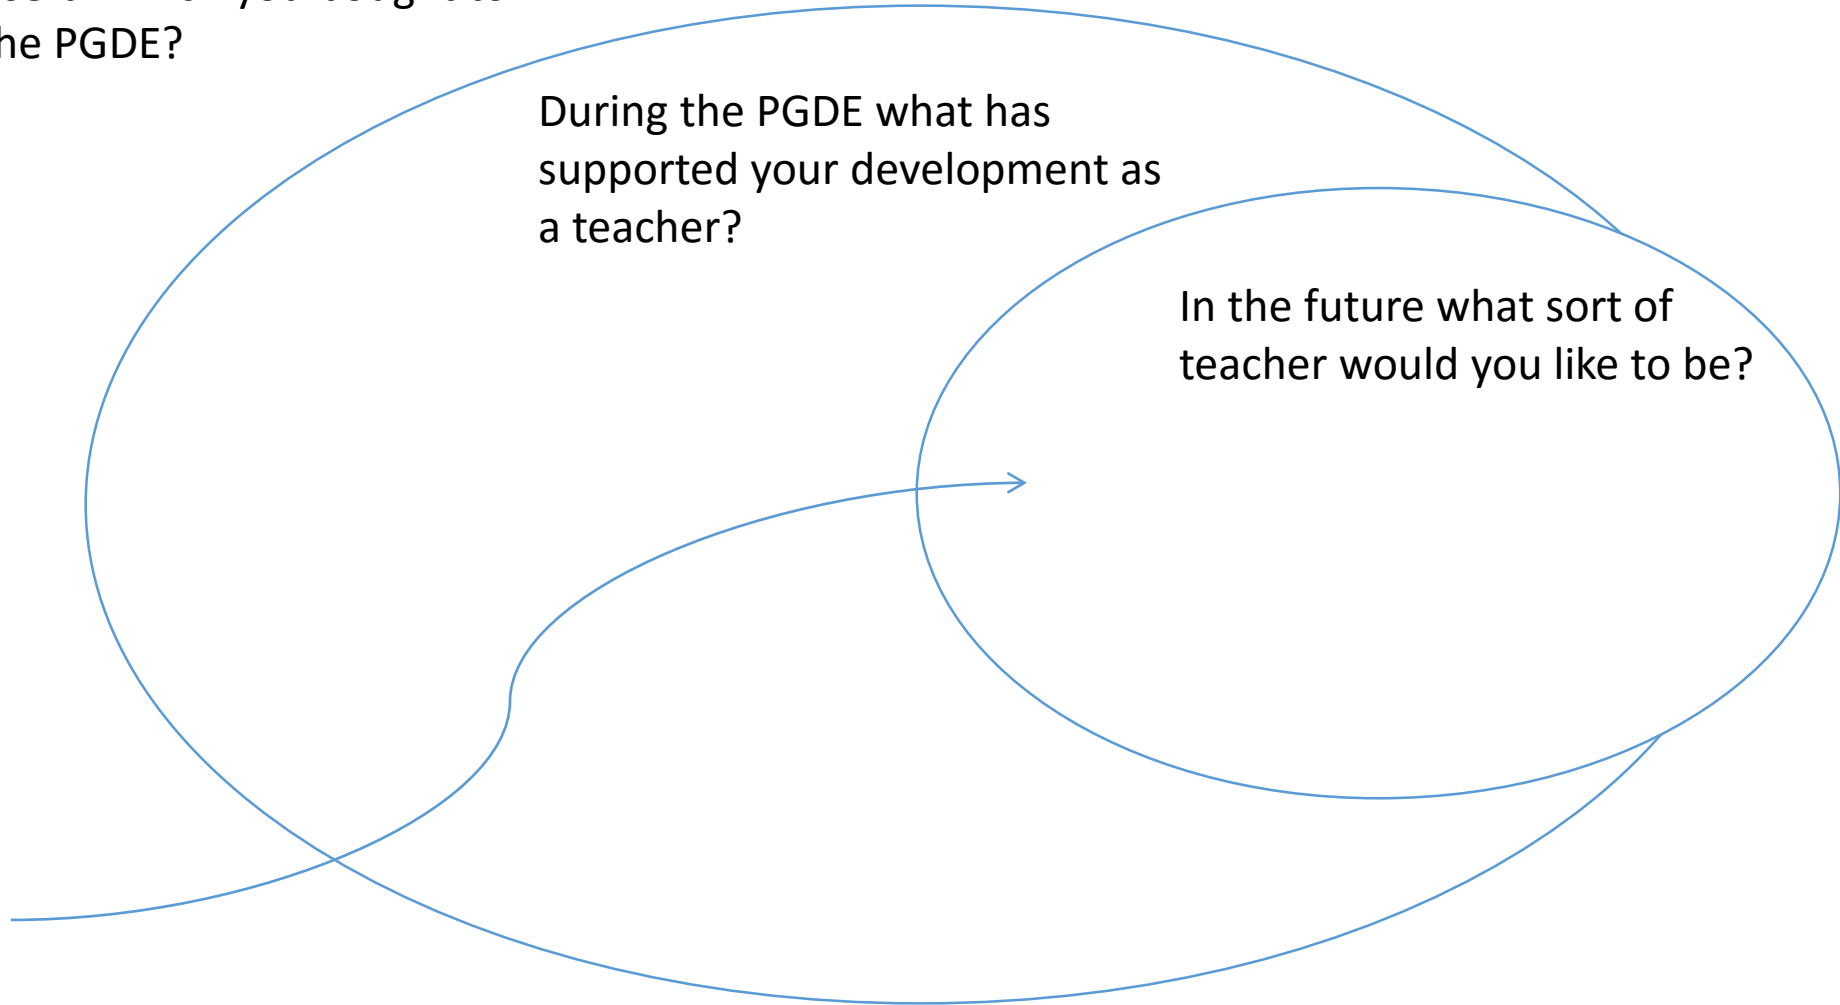 he PGDE?
During the PGDE what has
supported your development as
a teacher?
In the future what sort of
teacher would you like to be?